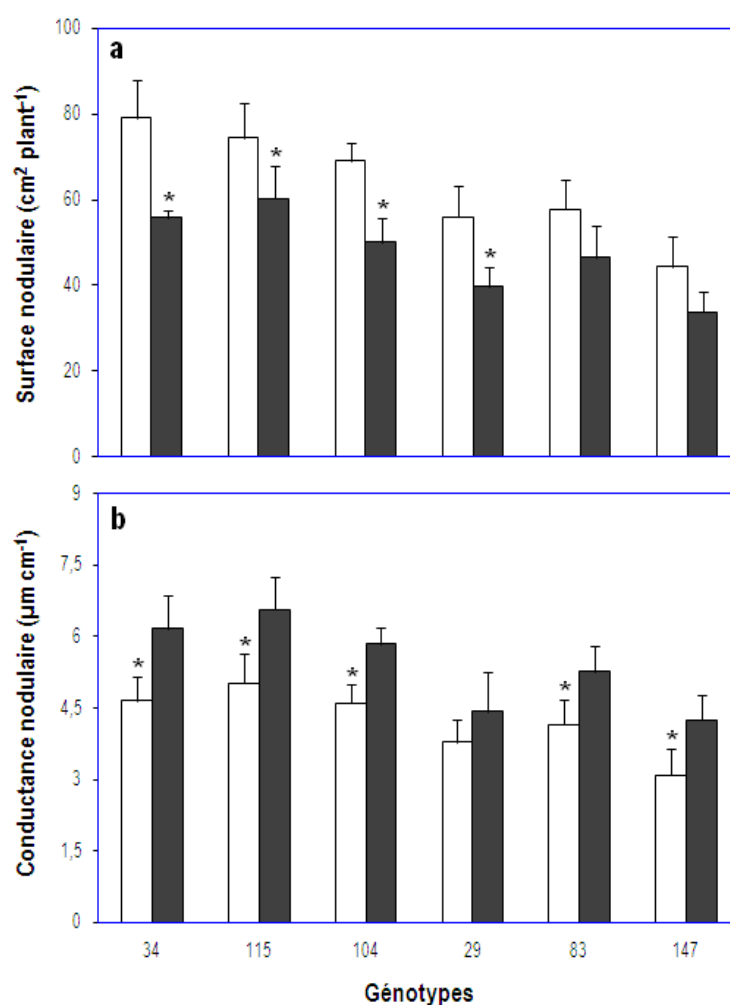 a
Surface nodulaire (cm² plant⁻¹)
100
80
60
40
20
0
* * * *
b
Conductance nodulaire (µm cm⁻¹)
9
7,5
6
4,5
3
1,5
0
* * * * *
34 115 104 29 83 147
Génotypes